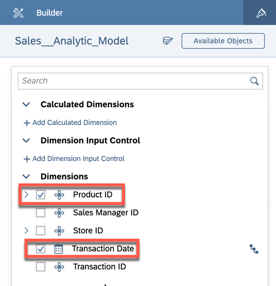 Builder
Sales__Analytic_Model
Available Objects
Search
Calculated Dimensions
+ Add Calculated Dimension
Dimension Input Control
+ Add Dimension Input Control
Dimensions
Product ID
Sales Manager ID
Store ID
Transaction Date
Transaction ID